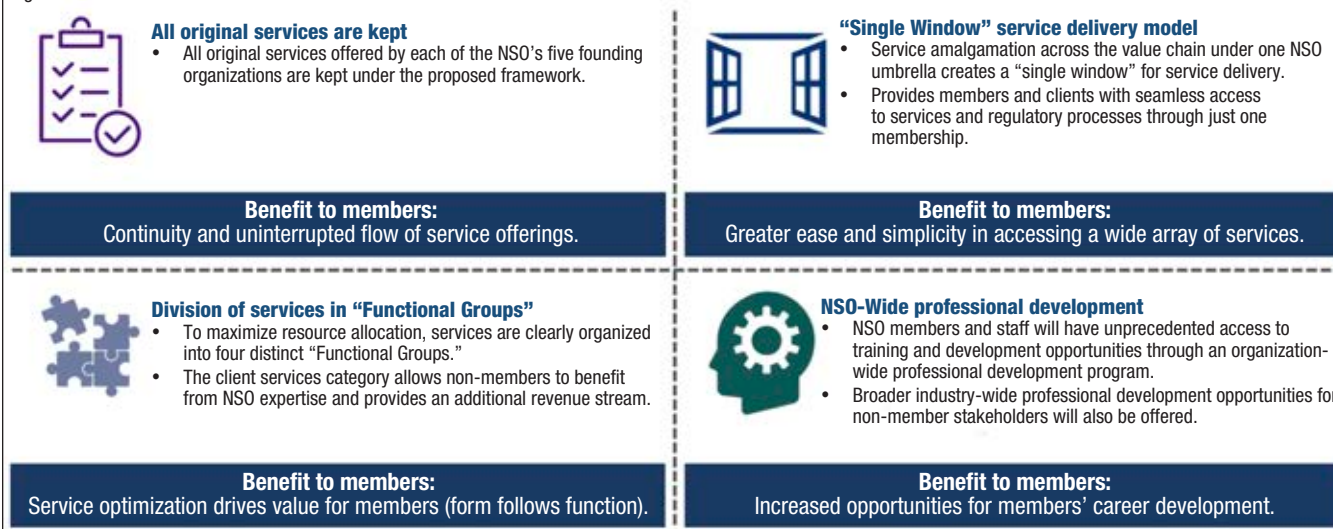 All original services are kept
• All original services offered by each of the NSO's five founding
organizations are kept under the proposed framework.
Benefit to members:
Continuity and uninterrupted flow of service offerings.
“Single Window” service delivery model
• Service amalgamation across the value chain under one NSO
umbrella creates a “single window” for service delivery.
• Provides members and clients with seamless access
to services and regulatory processes through just one
membership.
Benefit to members:
Greater ease and simplicity in accessing a wide array of services.
Division of services in “Functional Groups”
• To maximize resource allocation, services are clearly organized
into four distinct “Functional Groups.”
• The client services category allows non-members to benefit
from NSO expertise and provides an additional revenue stream.
Benefit to members:
Service optimization drives value for members (form follows function).
NSO-Wide professional development
• NSO members and staff will have unprecedented access to
training and development opportunities through an organization-
wide professional development program.
• Broader industry-wide professional development opportunities for
non-member stakeholders will also be offered.
Benefit to members:
Increased opportunities for members' career development.